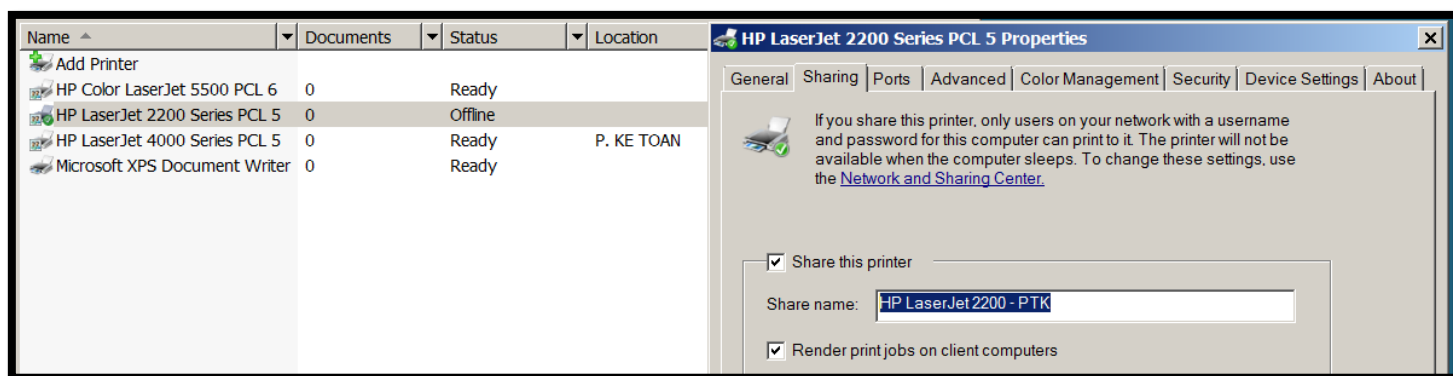 Name Documents Status Location
Add Printer
HP Color LaserJet 5500 PCL 6 0 Ready
HP LaserJet 2200 Series PCL 5 0 Offline
HP LaserJet 4000 Series PCL 5 0 Ready P. KE TOAN
Microsoft XPS Document Writer 0 Ready
HP LaserJet 2200 Series PCL 5 Properties
General Sharing Ports Advanced Color Management Security Device Settings About
If you share this printer, only users on your network with a username
and password for this computer can print to it. The printer will not be
available when the computer sleeps. To change these settings, use
the Network and Sharing Center.
Share this printer
Share name: HP LaserJet 2200 - PTK
Render print jobs on client computers